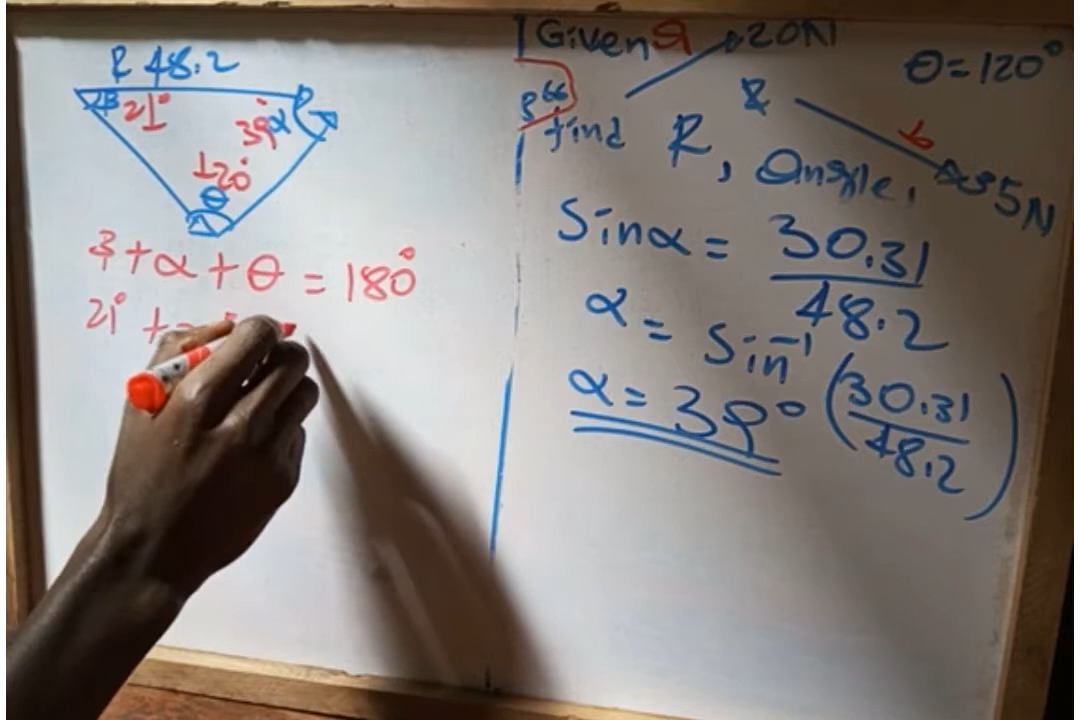 R 48.2
21°
39° α
120°
θ
β + α + θ = 180°
21° +
Given a
20N
θ = 120°
b
35N
find R, Angle,
Sinα = 30.31 / 48.2
α = Sin⁻¹ (30.31 / 48.2)
α = 39°